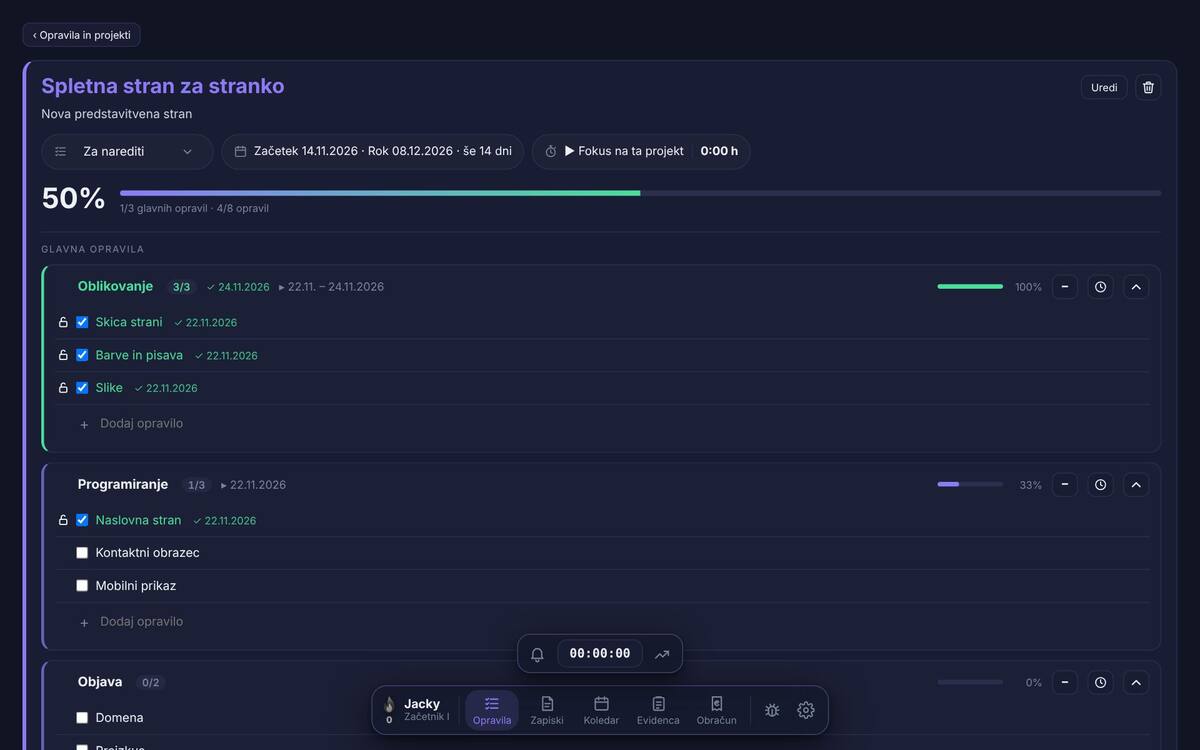 ‹ Opravila in projekti
Spletna stran za stranko
Uredi
Nova predstavitvena stran
Za narediti
Začetek 14.11.2026 · Rok 08.12.2026 · še 14 dni
▶ Fokus na ta projekt 0:00 h
50%
1/3 glavnih opravil · 4/8 opravil
GLAVNA OPRAVILA
Oblikovanje 3/3 ✓ 24.11.2026 ▸ 22.11. – 24.11.2026 100%
Skica strani ✓ 22.11.2026
Barve in pisava ✓ 22.11.2026
Slike ✓ 22.11.2026
+ Dodaj opravilo
Programiranje 1/3 ▸ 22.11.2026 33%
Naslovna stran ✓ 22.11.2026
Kontaktni obrazec
Mobilni prikaz
+ Dodaj opravilo
00:00:00
Objava 0/2 0%
Domena
0
Jacky
Začetnik I
Opravila
Zapiski
Koledar
Evidenca
Obračun